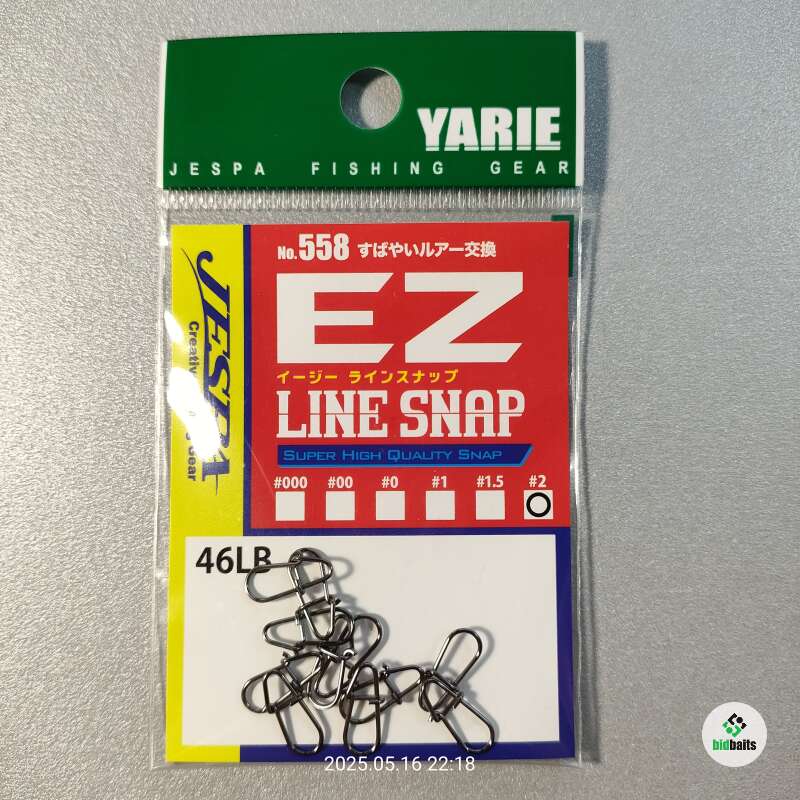 YARIE
JESPA FISHING GEAR
No.558 すばやいルアー交換
EZ
イージー ラインスナップ
LINE SNAP
SUPER HIGH QUALITY SNAP
#000 #00 #0 #1 #1.5 #2
JESPA
Gear
46LB
2025.05.16 22:18
bidbaits